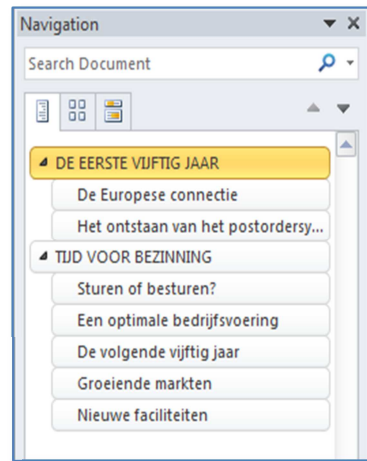 Navigation
Search Document
DE EERSTE VIJFTIG JAAR
De Europese connectie
Het ontstaan van het postordersy...
TIJD VOOR BEZINNING
Sturen of besturen?
Een optimale bedrijfsvoering
De volgende vijftig jaar
Groeiende markten
Nieuwe faciliteiten